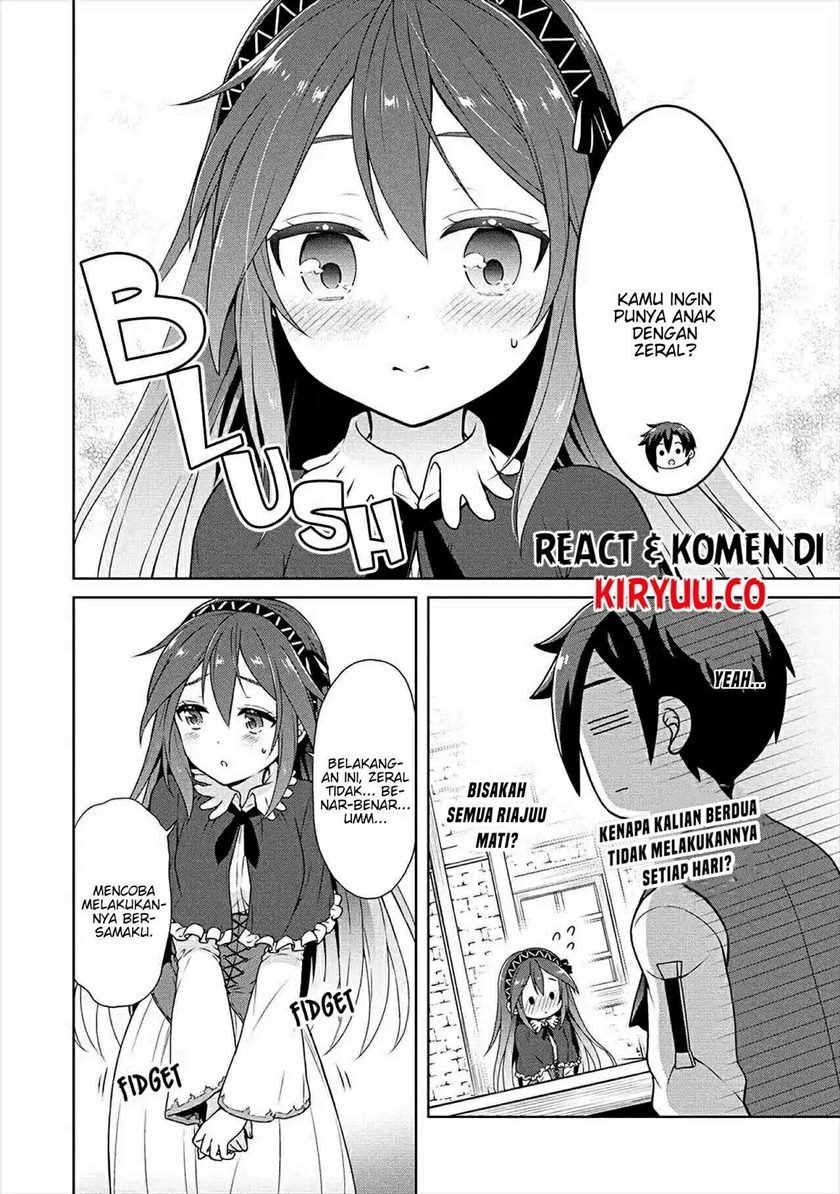 KAMU INGIN
PUNYA ANAK
DENGAN
ZERAL?
BLUSH
REACT & KOMEN DI
KIRYUU.CO
YEAH...
BISAKAH
SEMUA RIAJUU
MATI?
KENAPA KALIAN BERDUA
TIDAK MELAKUKANNYA
SETIAP HARI?
BELAKANG-
AN INI, ZERAL
TIDAK... BE-
NAR-BENAR...
UMM...
MENCOBA
MELAKUKAN-
NYA BER-
SAMAKU.
FIDGET
FIDGET